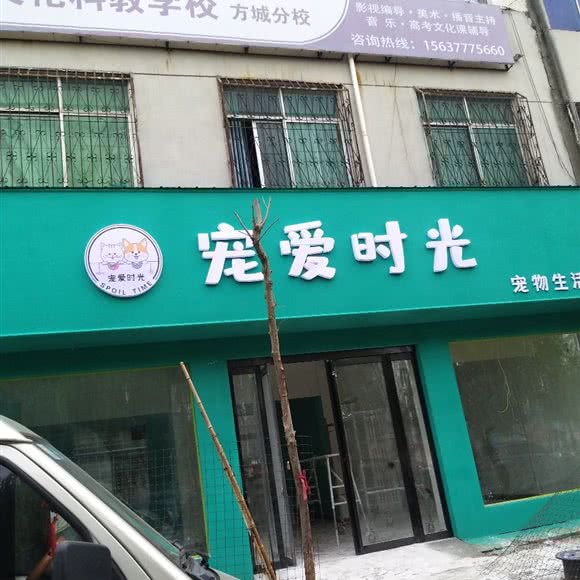 化科教学校 方城分校
影视编导·美术·播音主持
音乐·高考文化课辅导
咨询热线：15637775660
宠爱时光
宠爱时光
SPOIL TIME
宠物生活